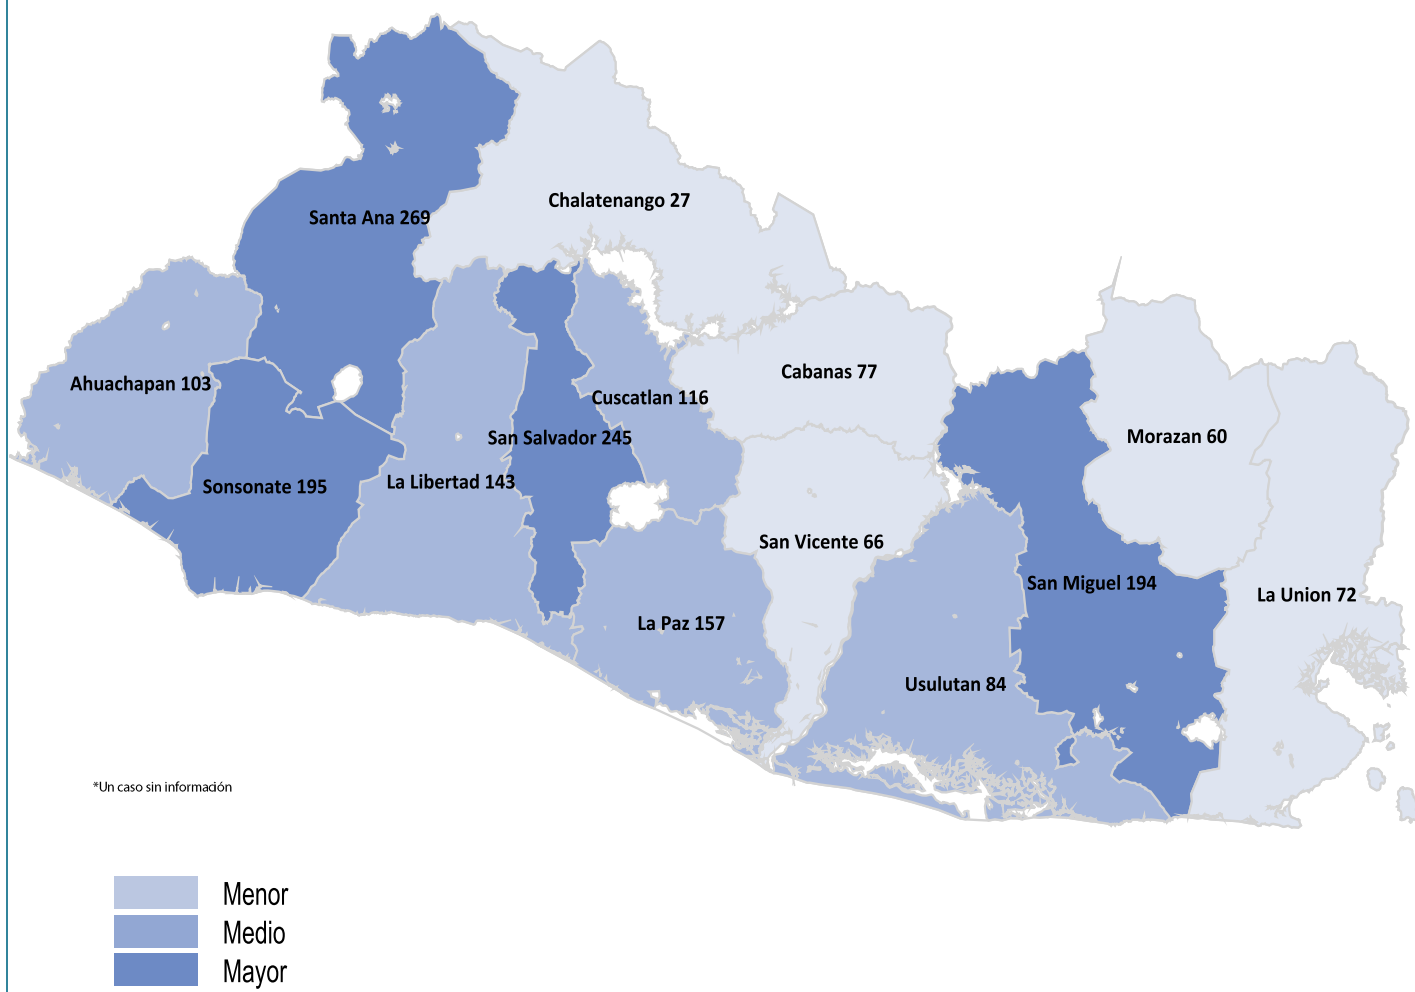 Chalatenango 27
Santa Ana 269
Cabanas 77
Ahuachapan 103
Cuscatlan 116
San Salvador 245
Morazan 60
La Libertad 143
Sonsonate 195
San Vicente 66
San Miguel 194
La Union 72
La Paz 157
Usulutan 84
*Un caso sin información
Menor
Medio
Mayor